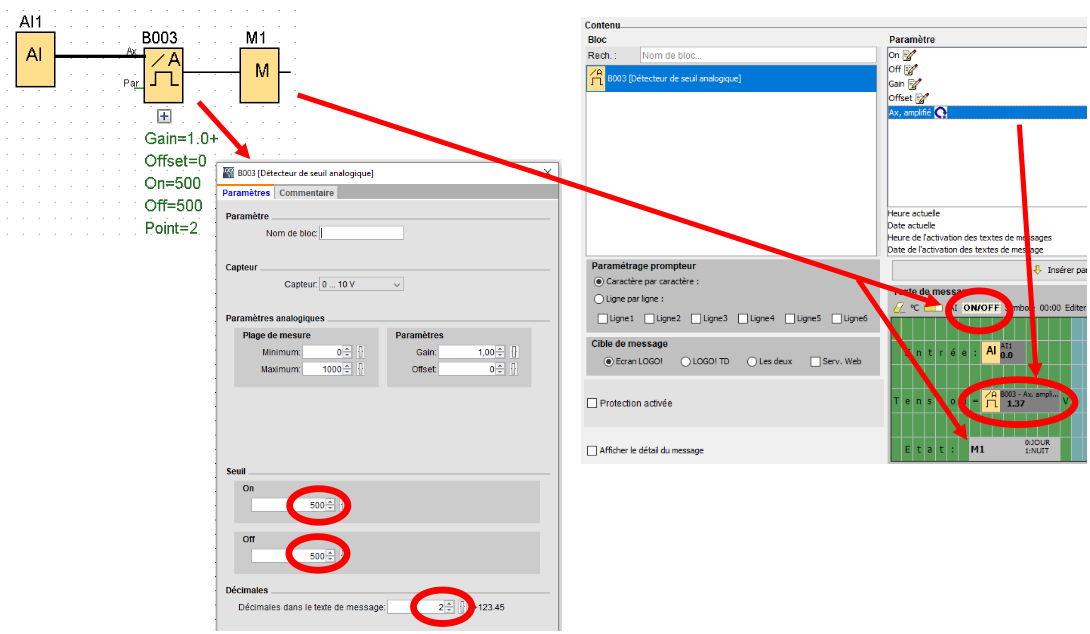 AI1
B003
M1
AI
Ax
A
M
Par
Gain=1.0+
Offset=0
On=500
Off=500
Point=2
B003 [Détecteur de seuil analogique]
Paramètres
Commentaire
Paramètre
Nom de bloc:
Capteur
Capteur: 0 ... 10 V
Paramètres analogiques
Plage de mesure
Paramètres
Minimum: 0
Gain: 1,00
Maximum: 1000
Offset: 0
Seuil
On
500
Off
500
Décimales
Décimales dans le texte de message: 2 +123.45
Contenu
Bloc
Rech. : Nom de bloc...
B003 [Détecteur de seuil analogique]
Paramètre
On
Off
Gain
Offset
Ax, amplifié
Heure actuelle
Date actuelle
Heure de l'activation des textes de messages
Date de l'activation des textes de message
Insérer par
Paramétrage prompteur
Caractère par caractère :
Ligne par ligne :
Ligne1 Ligne2 Ligne3 Ligne4 Ligne5 Ligne6
Cible de message
Ecran LOGO! LOGO! TD Les deux Serv. Web
Protection activée
Afficher le détail du message
Texte de message
°C AI ON/OFF Symbole 00:00 Editer
Entrée: AI AI1
0.0
B003 - Ax, ampli...
= 1.37 V
Etat: M1 0:JOUR
1:NUIT